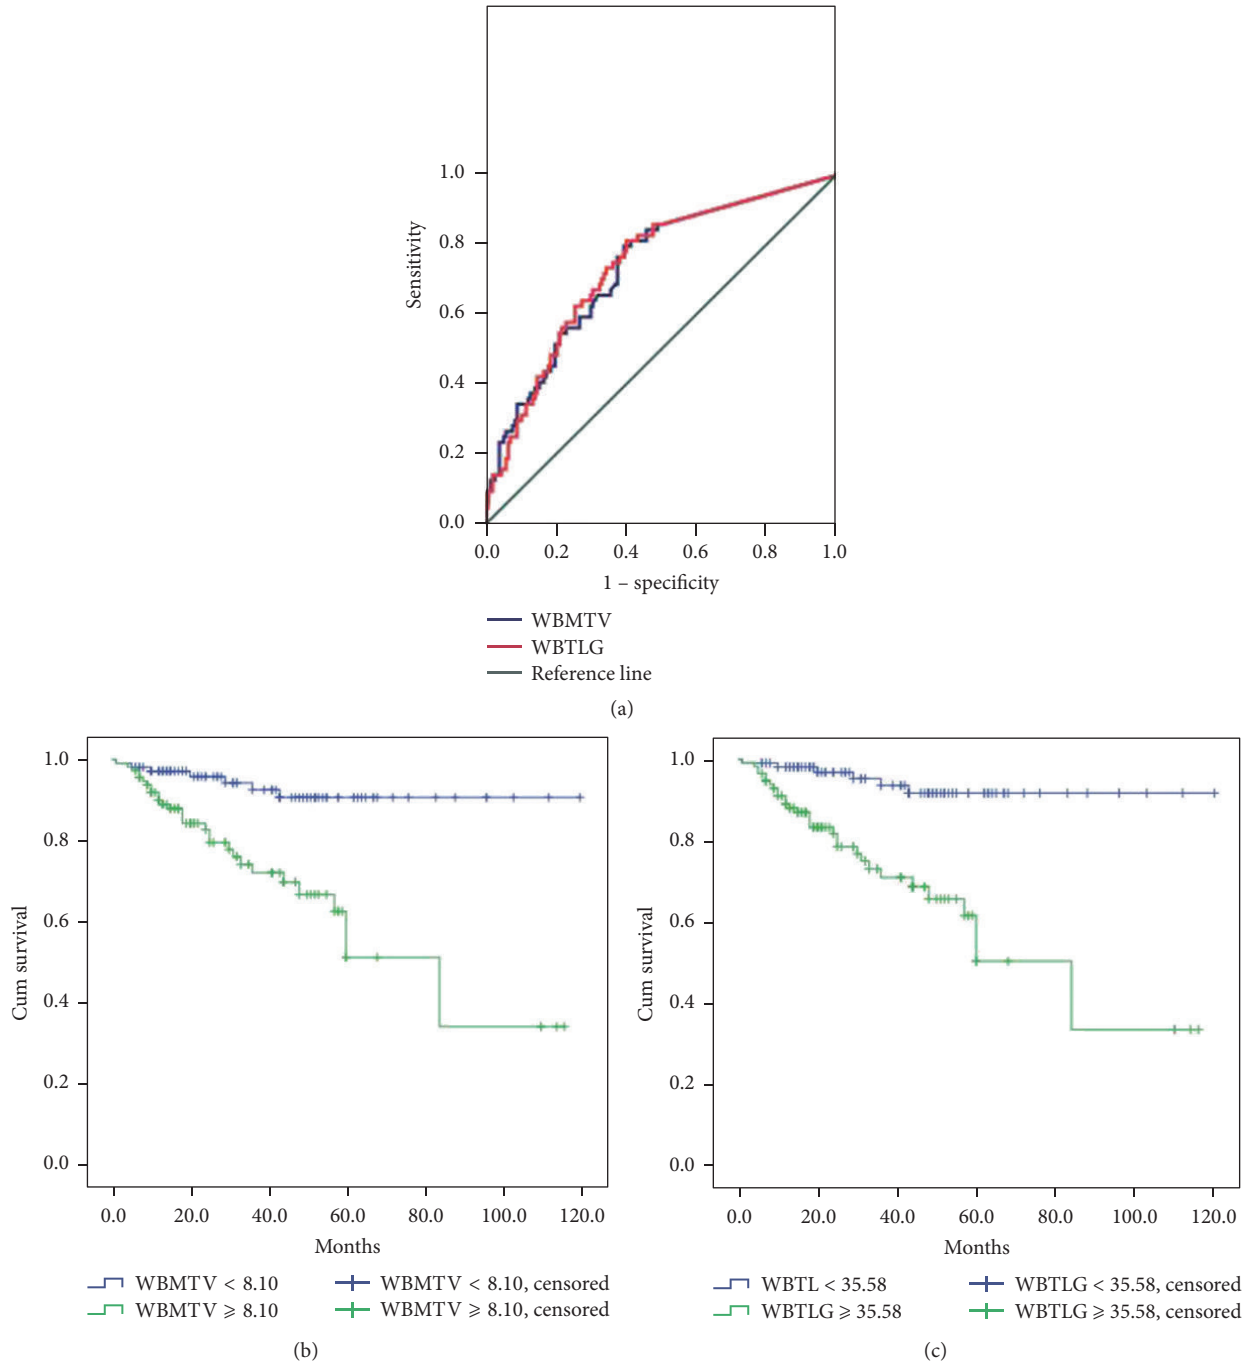 1.0
0.8
Sensitivity
0.6
0.4
0.2
0.0
0.0 0.2 0.4 0.6 0.8 1.0
1 – specificity
WBMTV
WBTLG
Reference line
(a)
1.0
0.8
0.6
Cum survival
0.4
0.2
0.0
0.0 20.0 40.0 60.0 80.0 100.0 120.0
Months
WBMTV < 8.10 WBMTV < 8.10, censored
WBMTV ⩾ 8.10 WBMTV ⩾ 8.10, censored
(b)
1.0
0.8
0.6
Cum survival
0.4
0.2
0.0
0.0 20.0 40.0 60.0 80.0 100.0 120.0
Months
WBTL < 35.58 WBTLG < 35.58, censored
WBTLG ⩾ 35.58 WBTLG ⩾ 35.58, censored
(c)